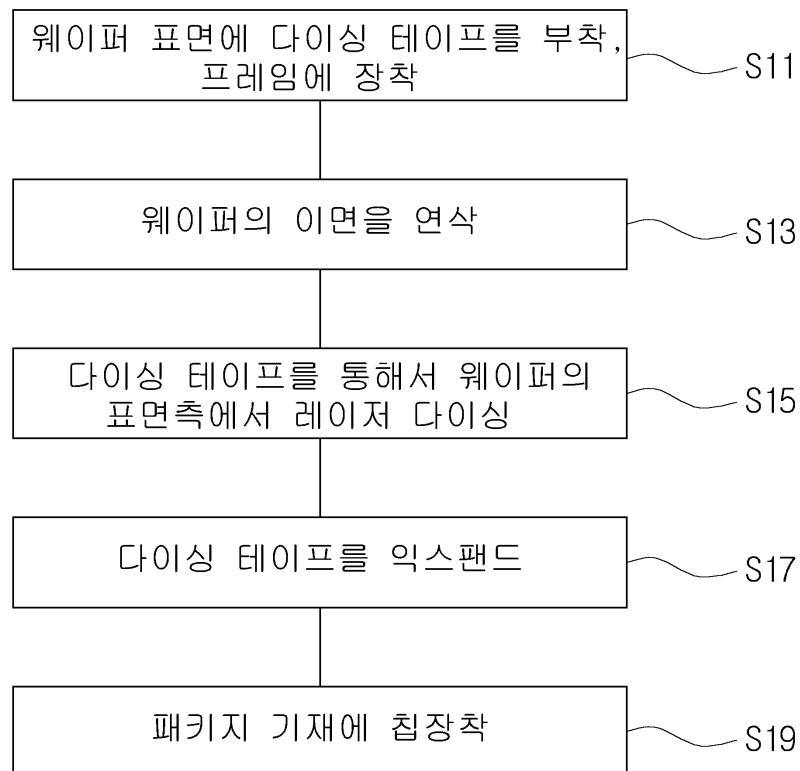 웨이퍼 표면에 다이싱 테이프를 부착,
프레임에 장착
S11
웨이퍼의 이면을 연삭
S13
다이싱 테이프를 통해서 웨이퍼의
표면측에서 레이저 다이싱
S15
다이싱 테이프를 익스팬드
S17
패키지 기재에 칩장착
S19